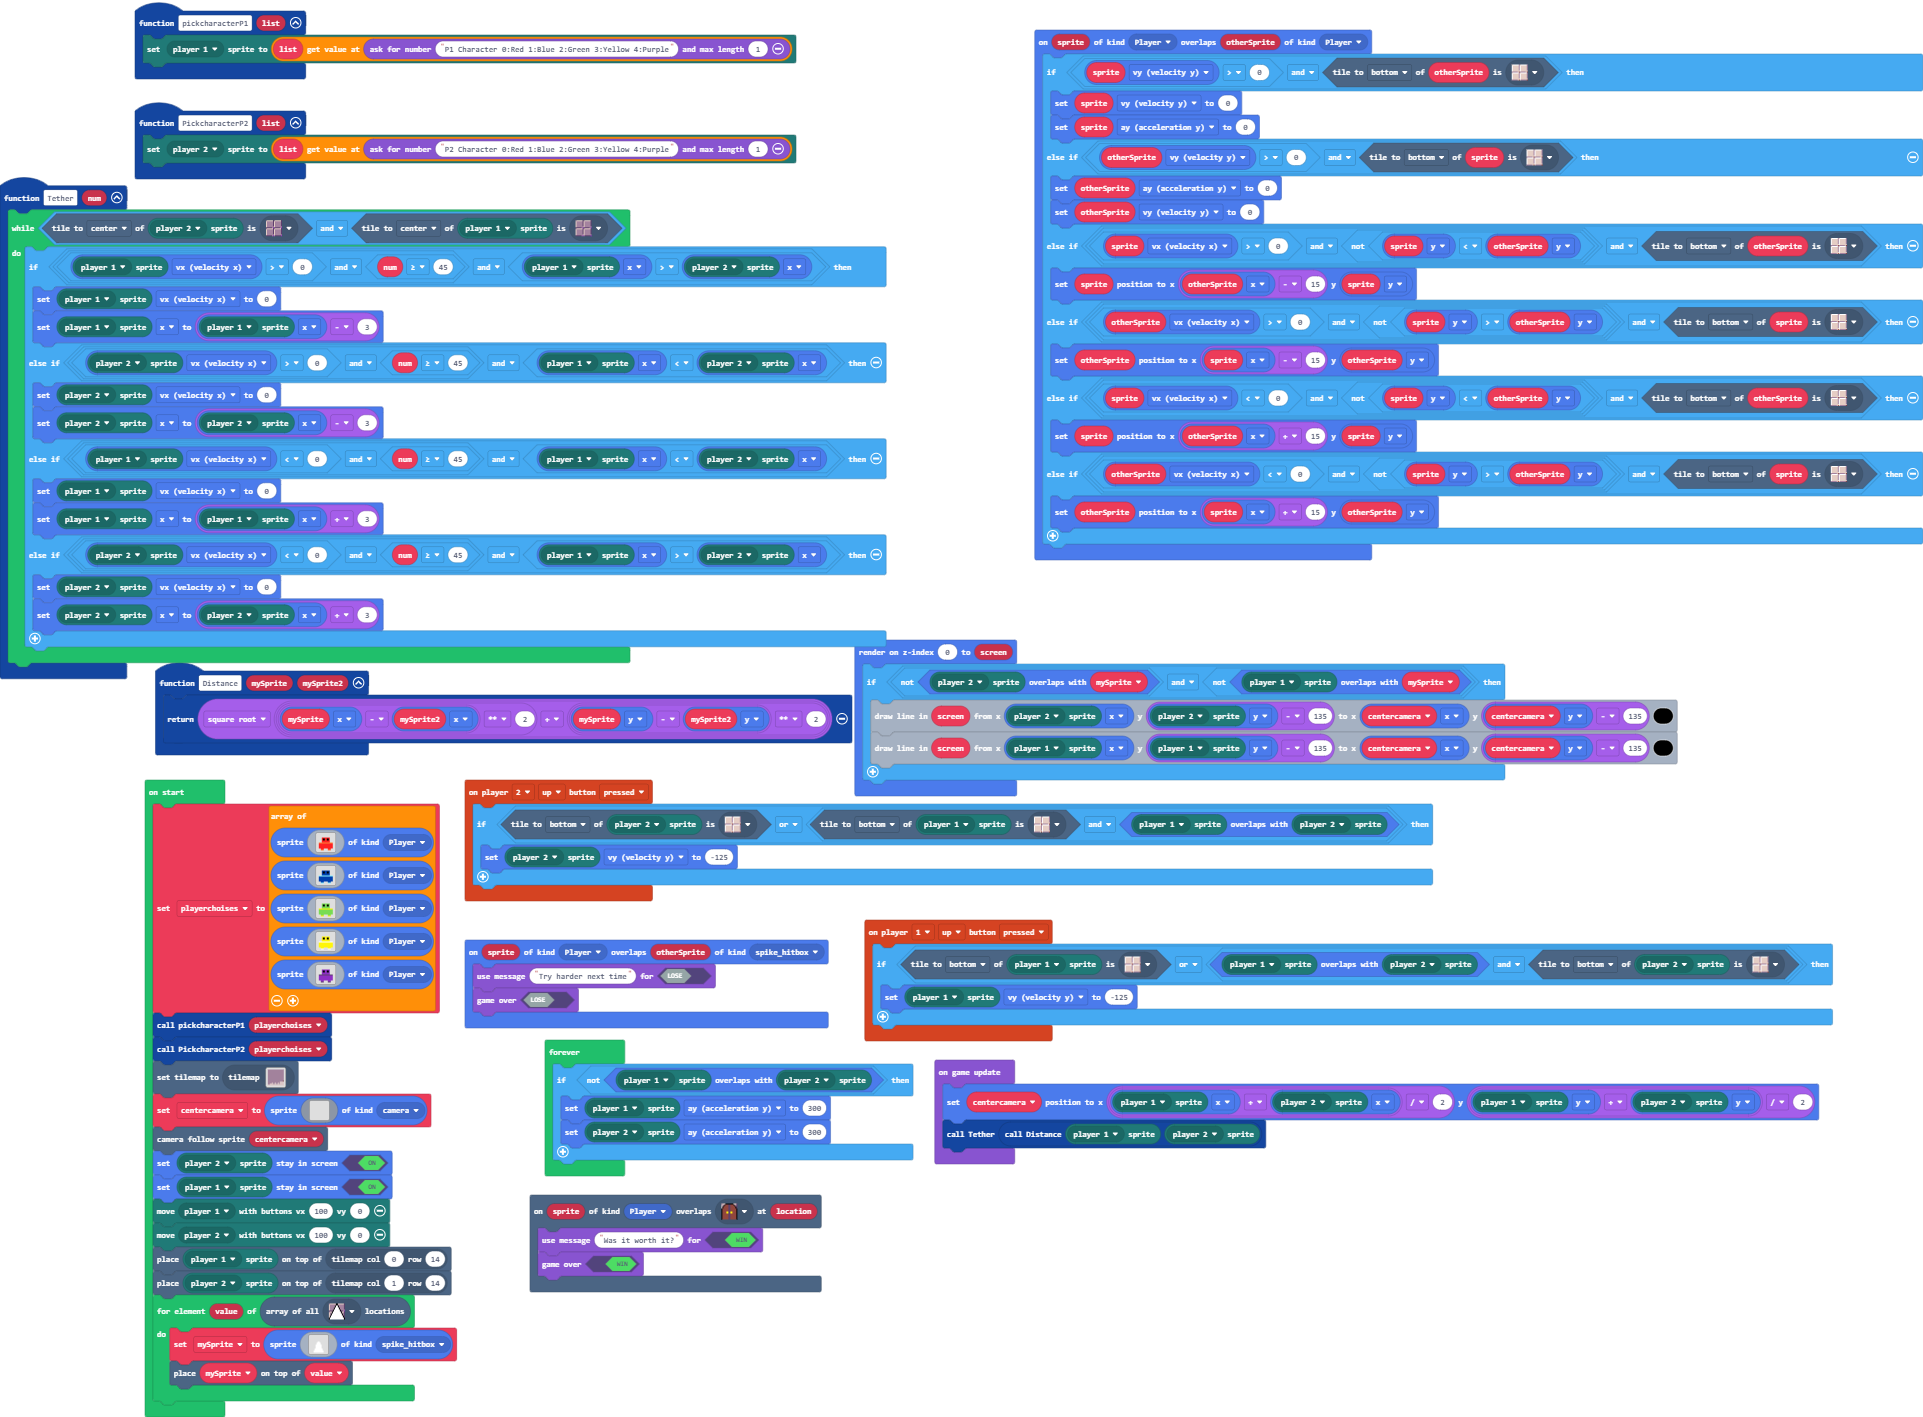 function pickcharacterP1 list
set player 1 sprite to list get value at ask for number "P1 Character 0:Red 1:Blue 2:Green 3:Yellow 4:Purple" and max length 1
function PickcharacterP2 list
set player 2 sprite to list get value at ask for number "P2 Character 0:Red 1:Blue 2:Green 3:Yellow 4:Purple" and max length 1
function Tether num
while tile to center of player 2 sprite is and tile to center of player 1 sprite is
do
if player 1 sprite vx (velocity x) > 0 and num ≥ 45 and player 1 sprite x > player 2 sprite x then
set player 1 sprite vx (velocity x) to 0
set player 1 sprite x to player 1 sprite x - 3
else if player 2 sprite vx (velocity x) > 0 and num ≥ 45 and player 1 sprite x < player 2 sprite x then
set player 2 sprite vx (velocity x) to 0
set player 2 sprite x to player 2 sprite x - 3
else if player 1 sprite vx (velocity x) < 0 and num ≥ 45 and player 1 sprite x < player 2 sprite x then
set player 1 sprite vx (velocity x) to 0
set player 1 sprite x to player 1 sprite x + 3
else if player 2 sprite vx (velocity x) < 0 and num ≥ 45 and player 1 sprite x > player 2 sprite x then
set player 2 sprite vx (velocity x) to 0
set player 2 sprite x to player 2 sprite x + 3
on sprite of kind Player overlaps otherSprite of kind Player
if sprite vy (velocity y) > 0 and tile to bottom of otherSprite is then
set sprite vy (velocity y) to 0
set sprite ay (acceleration y) to 0
else if otherSprite vy (velocity y) > 0 and tile to bottom of sprite is then
set otherSprite ay (acceleration y) to 0
set otherSprite vy (velocity y) to 0
else if sprite vx (velocity x) > 0 and not sprite y < otherSprite y and tile to bottom of otherSprite is then
set sprite position to x otherSprite x - 15 y sprite y
else if otherSprite vx (velocity x) > 0 and not sprite y > otherSprite y and tile to bottom of sprite is then
set otherSprite position to x sprite x - 15 y otherSprite y
else if sprite vx (velocity x) < 0 and not sprite y < otherSprite y and tile to bottom of otherSprite is then
set sprite position to x otherSprite x + 15 y sprite y
else if otherSprite vx (velocity x) < 0 and not sprite y > otherSprite y and tile to bottom of sprite is then
set otherSprite position to x sprite x + 15 y otherSprite y
function Distance mySprite mySprite2
return square root mySprite x - mySprite2 x ** 2 + mySprite y - mySprite2 y ** 2
render on z-index 0 to screen
if not player 2 sprite overlaps with mySprite and not player 1 sprite overlaps with mySprite then
draw line in screen from x player 2 sprite x y player 2 sprite y - 135 to x centercamera x y centercamera y - 135
draw line in screen from x player 1 sprite x y player 1 sprite y - 135 to x centercamera x y centercamera y - 135
on start
set playerchoises to array of
sprite of kind Player
sprite of kind Player
sprite of kind Player
sprite of kind Player
sprite of kind Player
call pickcharacterP1 playerchoises
call PickcharacterP2 playerchoises
set tilemap to tilemap
set centercamera to sprite of kind camera
camera follow sprite centercamera
set player 2 sprite stay in screen ON
set player 1 sprite stay in screen ON
move player 1 with buttons vx 100 vy 0
move player 2 with buttons vx 100 vy 0
place player 1 sprite on top of tilemap col 0 row 14
place player 2 sprite on top of tilemap col 1 row 14
for element value of array of all locations
do
set mySprite to sprite of kind spike_hitbox
place mySprite on top of value
on player 2 up button pressed
if tile to bottom of player 2 sprite is or tile to bottom of player 1 sprite is and player 1 sprite overlaps with player 2 sprite then
set player 2 sprite vy (velocity y) to -125
on sprite of kind Player overlaps otherSprite of kind spike_hitbox
use message "Try harder next time" for LOSE
game over LOSE
on player 1 up button pressed
if tile to bottom of player 1 sprite is or player 1 sprite overlaps with player 2 sprite and tile to bottom of player 2 sprite is then
set player 1 sprite vy (velocity y) to -125
forever
if not player 1 sprite overlaps with player 2 sprite then
set player 1 sprite ay (acceleration y) to 300
set player 2 sprite ay (acceleration y) to 300
on game update
set centercamera position to x player 1 sprite x + player 2 sprite x / 2 y player 1 sprite y + player 2 sprite y / 2
call Tether call Distance player 1 sprite player 2 sprite
on sprite of kind Player overlaps at location
use message "Was it worth it?" for WIN
game over WIN